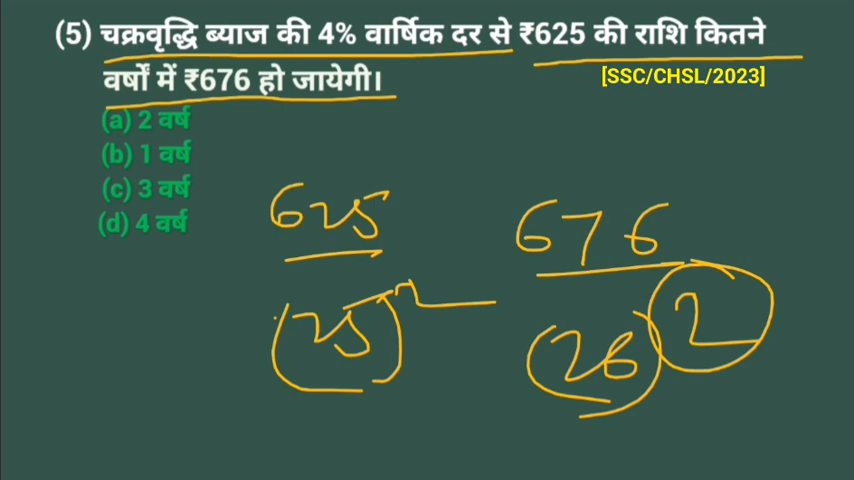 (5) चक्रवृद्धि ब्याज की 4% वार्षिक दर से ₹625 की राशि कितने
वर्षों में ₹676 हो जायेगी।
[SSC/CHSL/2023]
(a) 2 वर्ष
(b) 1 वर्ष
(c) 3 वर्ष
(d) 4 वर्ष
625 676
(25)² (26)²